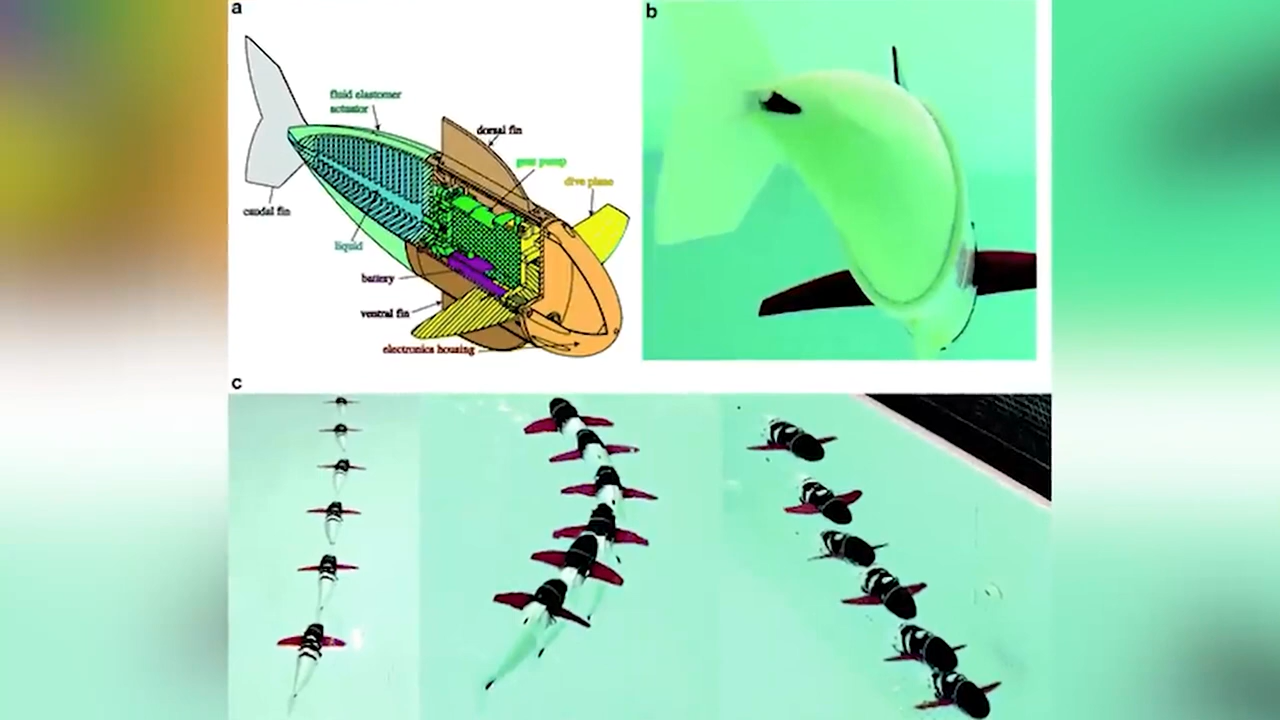 a
b
fluid elastomer
actuator
dorsal fin
gear pump
dive plane
caudal fin
liquid
battery
ventral fin
electronics housing
c